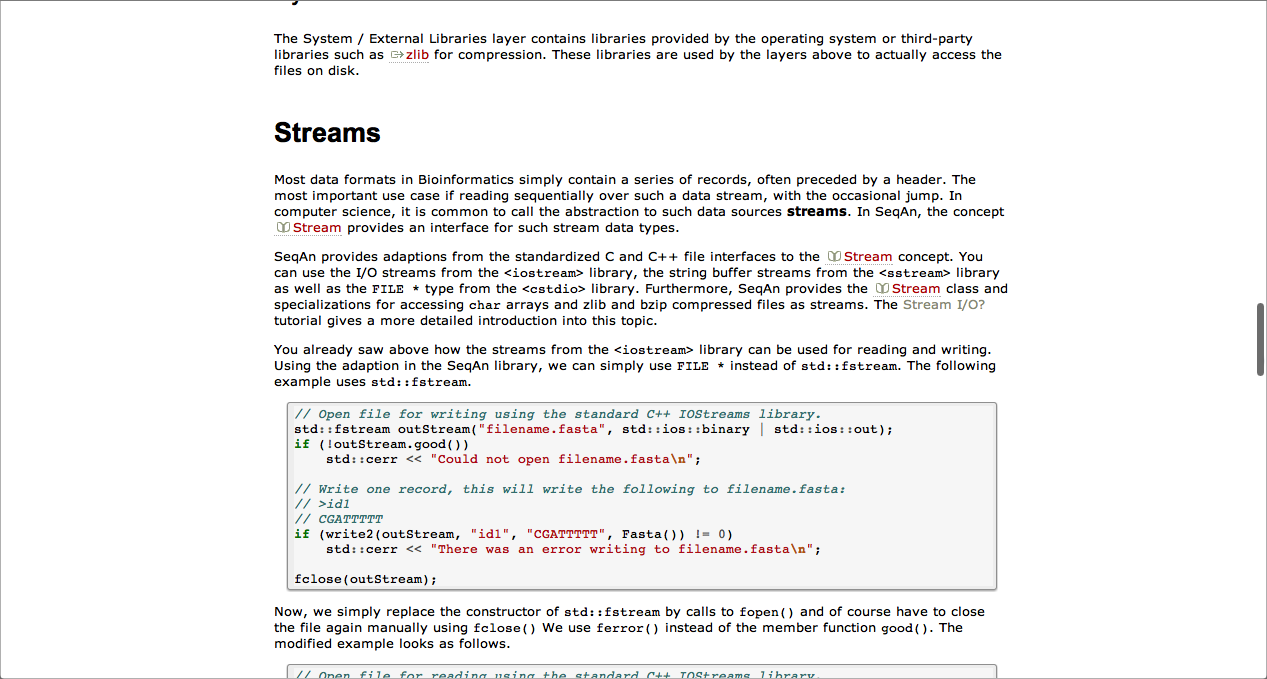 The System / External Libraries layer contains libraries provided by the operating system or third-party
libraries such as zlib for compression. These libraries are used by the layers above to actually access the
files on disk.
Streams
Most data formats in Bioinformatics simply contain a series of records, often preceded by a header. The
most important use case if reading sequentially over such a data stream, with the occasional jump. In
computer science, it is common to call the abstraction to such data sources streams. In SeqAn, the concept
Stream provides an interface for such stream data types.
SeqAn provides adaptions from the standardized C and C++ file interfaces to the Stream concept. You
can use the I/O streams from the <iostream> library, the string buffer streams from the <sstream> library
as well as the FILE * type from the <cstdio> library. Furthermore, SeqAn provides the Stream class and
specializations for accessing char arrays and zlib and bzip compressed files as streams. The Stream I/O?
tutorial gives a more detailed introduction into this topic.
You already saw above how the streams from the <iostream> library can be used for reading and writing.
Using the adaption in the SeqAn library, we can simply use FILE * instead of std::fstream. The following
example uses std::fstream.
// Open file for writing using the standard C++ IOStreams library.
std::fstream outStream("filename.fasta", std::ios::binary | std::ios::out);
if (!outStream.good())
    std::cerr << "Could not open filename.fasta\n";
// Write one record, this will write the following to filename.fasta:
// >id1
// CGATTTTT
if (write2(outStream, "id1", "CGATTTTT", Fasta()) != 0)
    std::cerr << "There was an error writing to filename.fasta\n";
fclose(outStream);
Now, we simply replace the constructor of std::fstream by calls to fopen() and of course have to close
the file again manually using fclose() We use ferror() instead of the member function good(). The
modified example looks as follows.
// Open file for reading using the standard C++ IOStreams library.